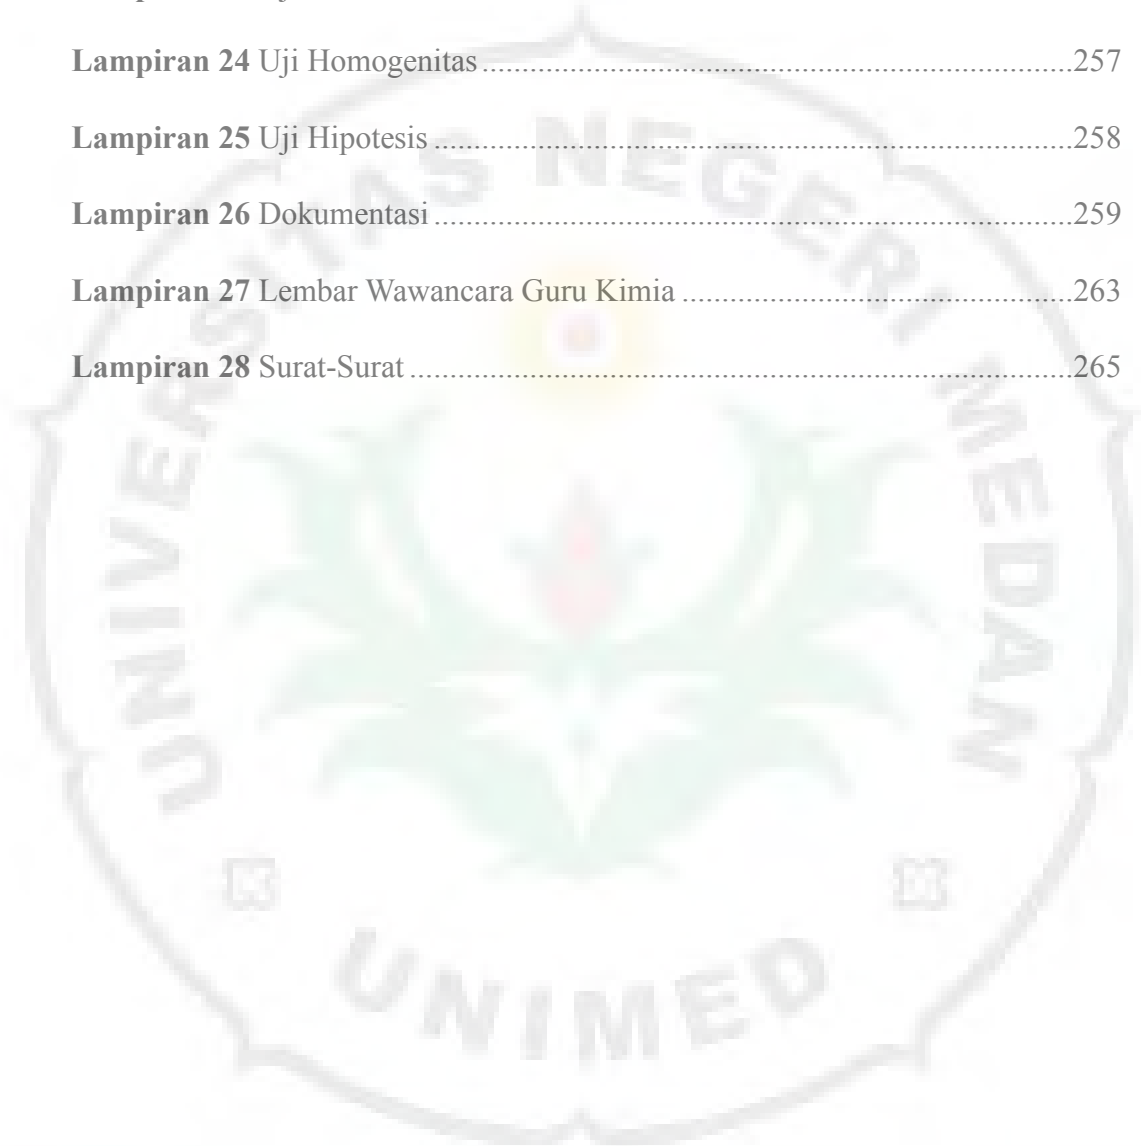 Lampiran 24 Uji Homogenitas.........................................................................257
Lampiran 25 Uji Hipotesis...............................................................................258
Lampiran 26 Dokumentasi...............................................................................259
Lampiran 27 Lembar Wawancara Guru Kimia................................................263
Lampiran 28 Surat-Surat..................................................................................265
UNIVERSITAS NEGERI MEDAN
UNIMED